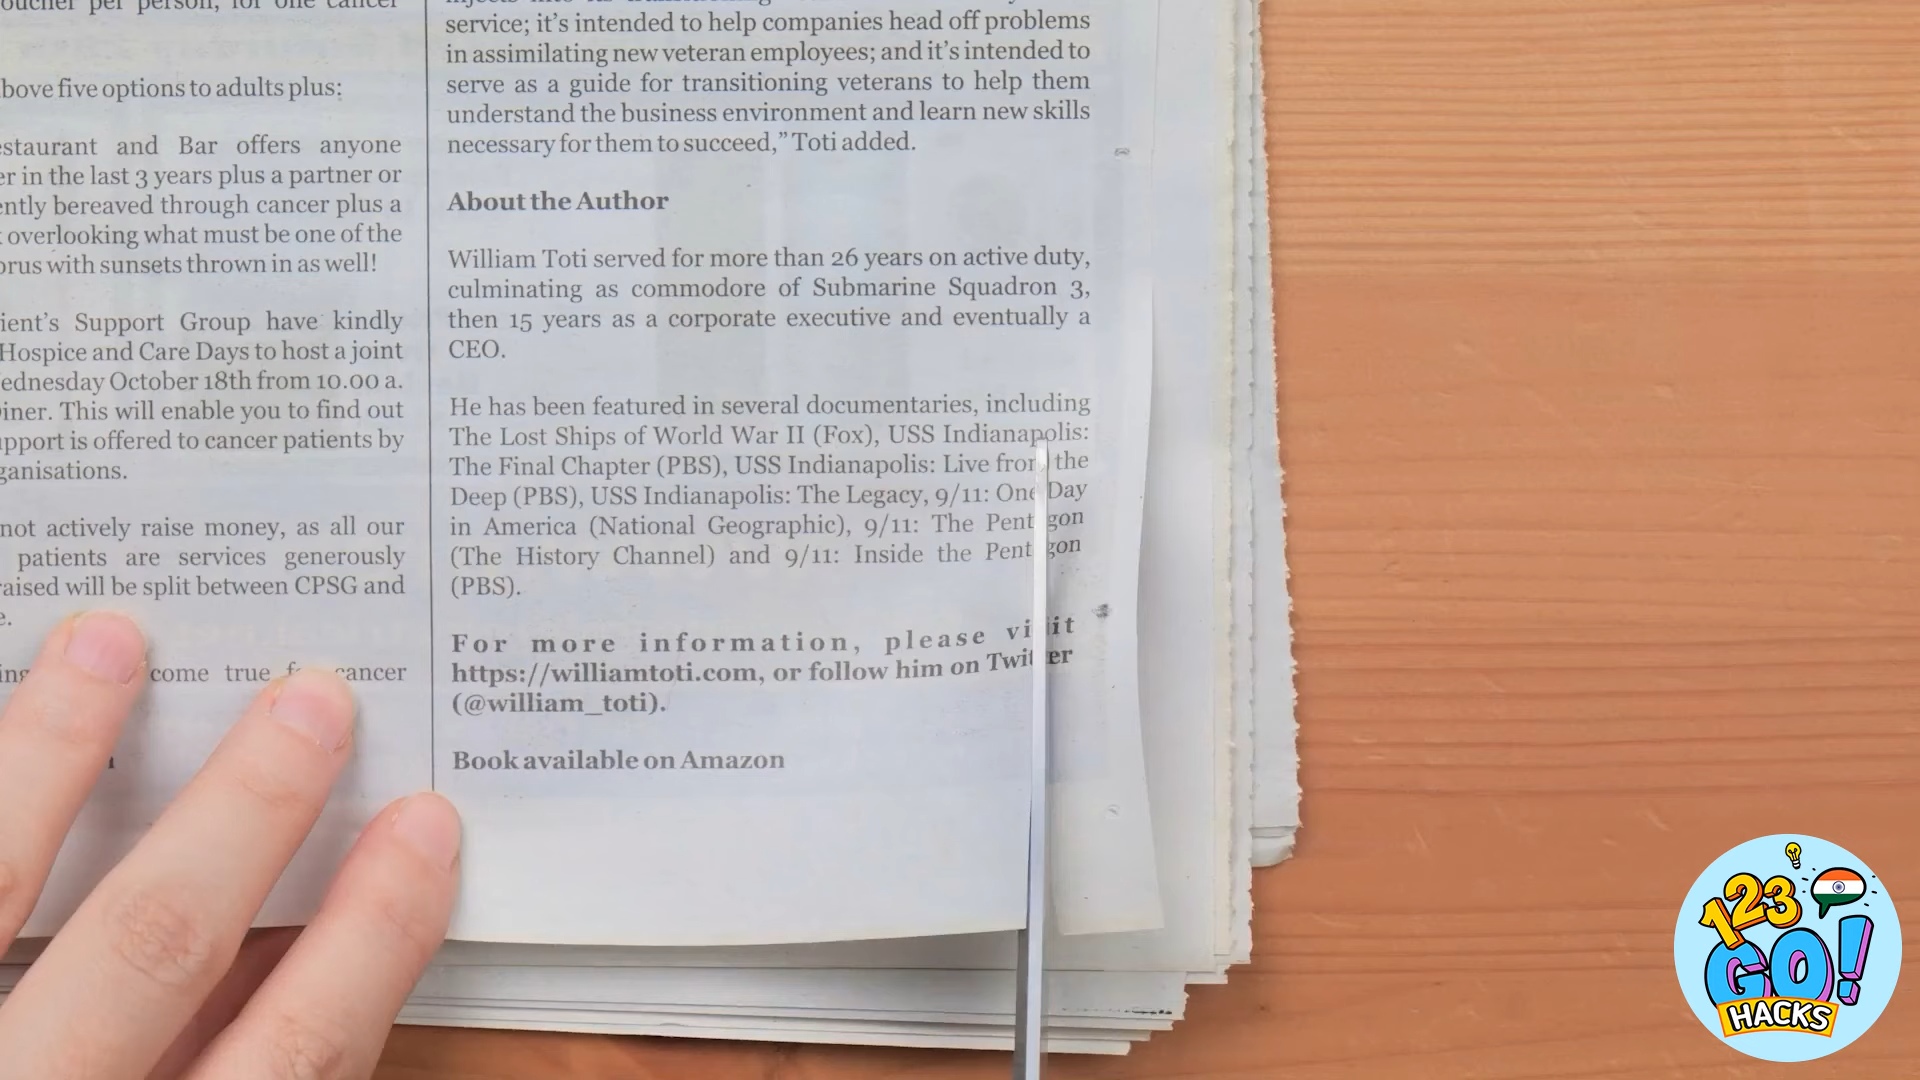 oucher per person, for one cancer
bove five options to adults plus:
estaurant and Bar offers anyone
er in the last 3 years plus a partner or
ently bereaved through cancer plus a
overlooking what must be one of the
orus with sunsets thrown in as well!
ient's Support Group have kindly
Hospice and Care Days to host a joint
ednesday October 18th from 10.00 a.
iner. This will enable you to find out
upport is offered to cancer patients by
ganisations.
not actively raise money, as all our
patients are services generously
raised will be split between CPSG and
e.
ing come true cancer
service; it's intended to help companies head off problems
in assimilating new veteran employees; and it's intended to
serve as a guide for transitioning veterans to help them
understand the business environment and learn new skills
necessary for them to succeed," Toti added.
About the Author
William Toti served for more than 26 years on active duty,
culminating as commodore of Submarine Squadron 3,
then 15 years as a corporate executive and eventually a
CEO.
He has been featured in several documentaries, including
The Lost Ships of World War II (Fox), USS Indianapolis:
The Final Chapter (PBS), USS Indianapolis: Live from the
Deep (PBS), USS Indianapolis: The Legacy, 9/11: One Day
in America (National Geographic), 9/11: The Pentagon
(The History Channel) and 9/11: Inside the Pentagon
(PBS).
For more information, please visit
https://williamtoti.com, or follow him on Twitter
(@william_toti).
Book available on Amazon
123
GO!
HACKS